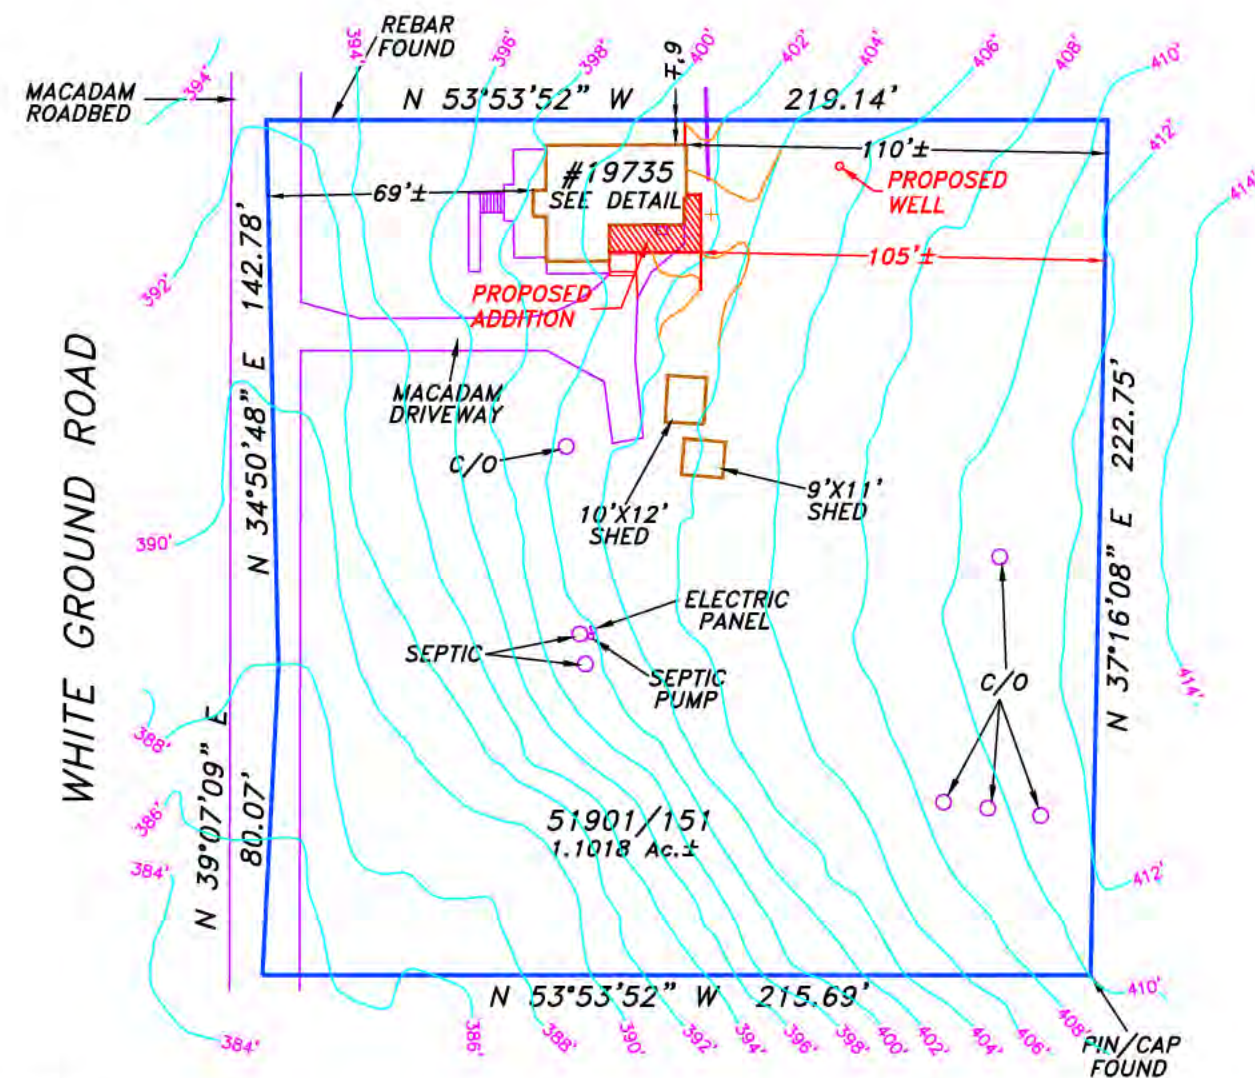 REBAR
FOUND
MACADAM
ROADBED
394'
394'
396'
398'
400'
402'
404'
406'
408'
410'
412'
414'
N 53°53'52" W 219.14'
6'±
110'±
69'±
#19735
SEE DETAIL
PROPOSED
WELL
105'±
PROPOSED
ADDITION
MACADAM
DRIVEWAY
C/O
10'X12'
SHED
9'X11'
SHED
ELECTRIC
PANEL
SEPTIC
SEPTIC
PUMP
C/O
51901/151
1.1018 Ac.±
WHITE GROUND ROAD
N 34°50'48" E 142.78'
N 39°07'09" E
80.07'
N 37°16'08" E 222.75'
392'
390'
388'
386'
384'
384'
414'
412'
410'
N 53°53'52" W 215.69'
386'
388'
390'
392'
394'
396'
398'
400'
402'
404'
406'
408'
PIN/CAP
FOUND